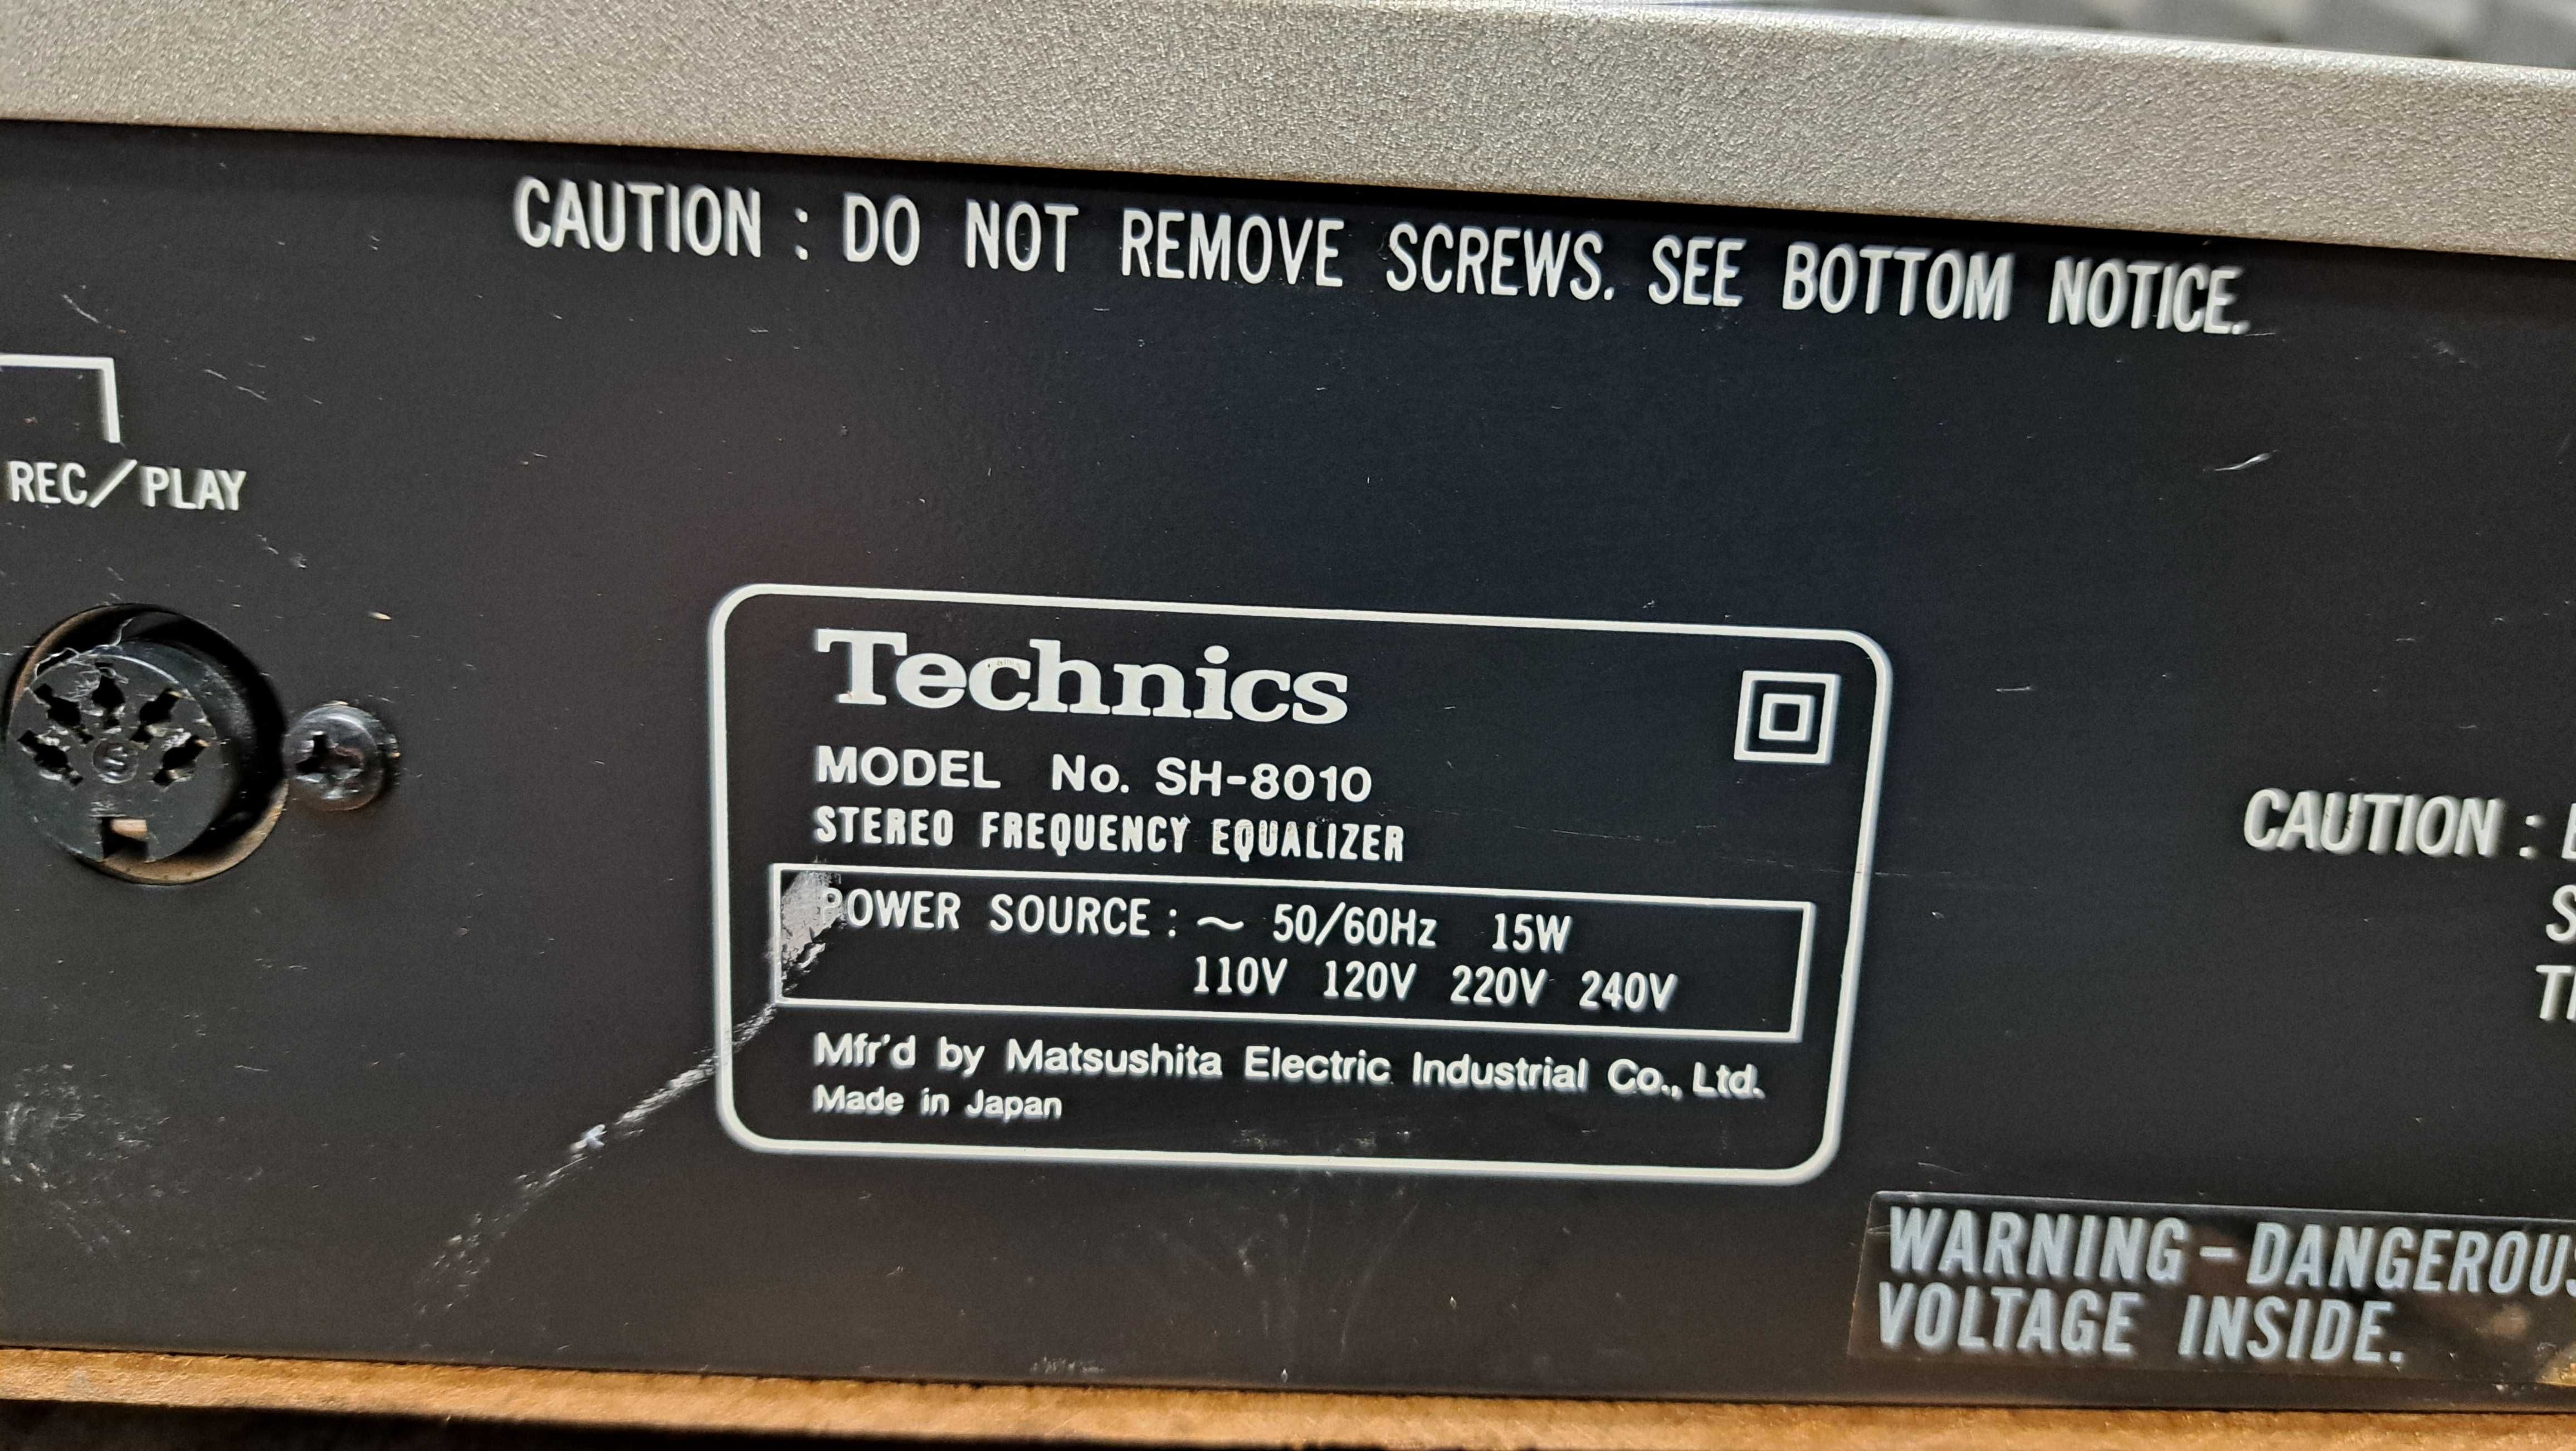 CAUTION : DO NOT REMOVE SCREWS. SEE BOTTOM NOTICE.
REC/PLAY
S
Technics
MODEL No. SH-8010
STEREO FREQUENCY EQUALIZER
POWER SOURCE : ~ 50/60Hz 15W
110V 120V 220V 240V
Mfr'd by Matsushita Electric Industrial Co., Ltd.
Made in Japan
CAUTION :
WARNING - DANGEROUS
VOLTAGE INSIDE.